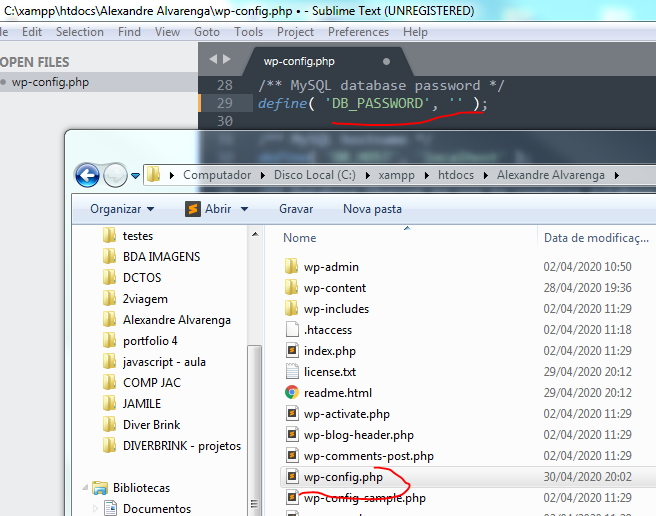 C:\xampp\htdocs\Alexandre Alvarenga\wp-config.php • - Sublime Text (UNREGISTERED)
File Edit Selection Find View Goto Tools Project Preferences Help
OPEN FILES
wp-config.php
wp-config.php
28 /** MySQL database password */
29 define( 'DB_PASSWORD', '' );
30
Computador Disco Local (C:) xampp htdocs Alexandre Alvarenga
Organizar Abrir Gravar Nova pasta
testes
BDA IMAGENS
DCTOS
2viagem
Alexandre Alvarenga
portfolio 4
javascript - aula
COMP JAC
JAMILE
Diver Brink
DIVERBRINK - projetos
Bibliotecas
Documentos
Nome Data de modificaç...
wp-admin 02/04/2020 10:50
wp-content 28/04/2020 19:36
wp-includes 02/04/2020 11:29
.htaccess 02/04/2020 11:18
index.php 02/04/2020 11:29
license.txt 29/04/2020 20:12
readme.html 29/04/2020 20:12
wp-activate.php 02/04/2020 11:29
wp-blog-header.php 02/04/2020 11:29
wp-comments-post.php 02/04/2020 11:29
wp-config.php 30/04/2020 20:02
wp-config-sample.php 02/04/2020 11:29